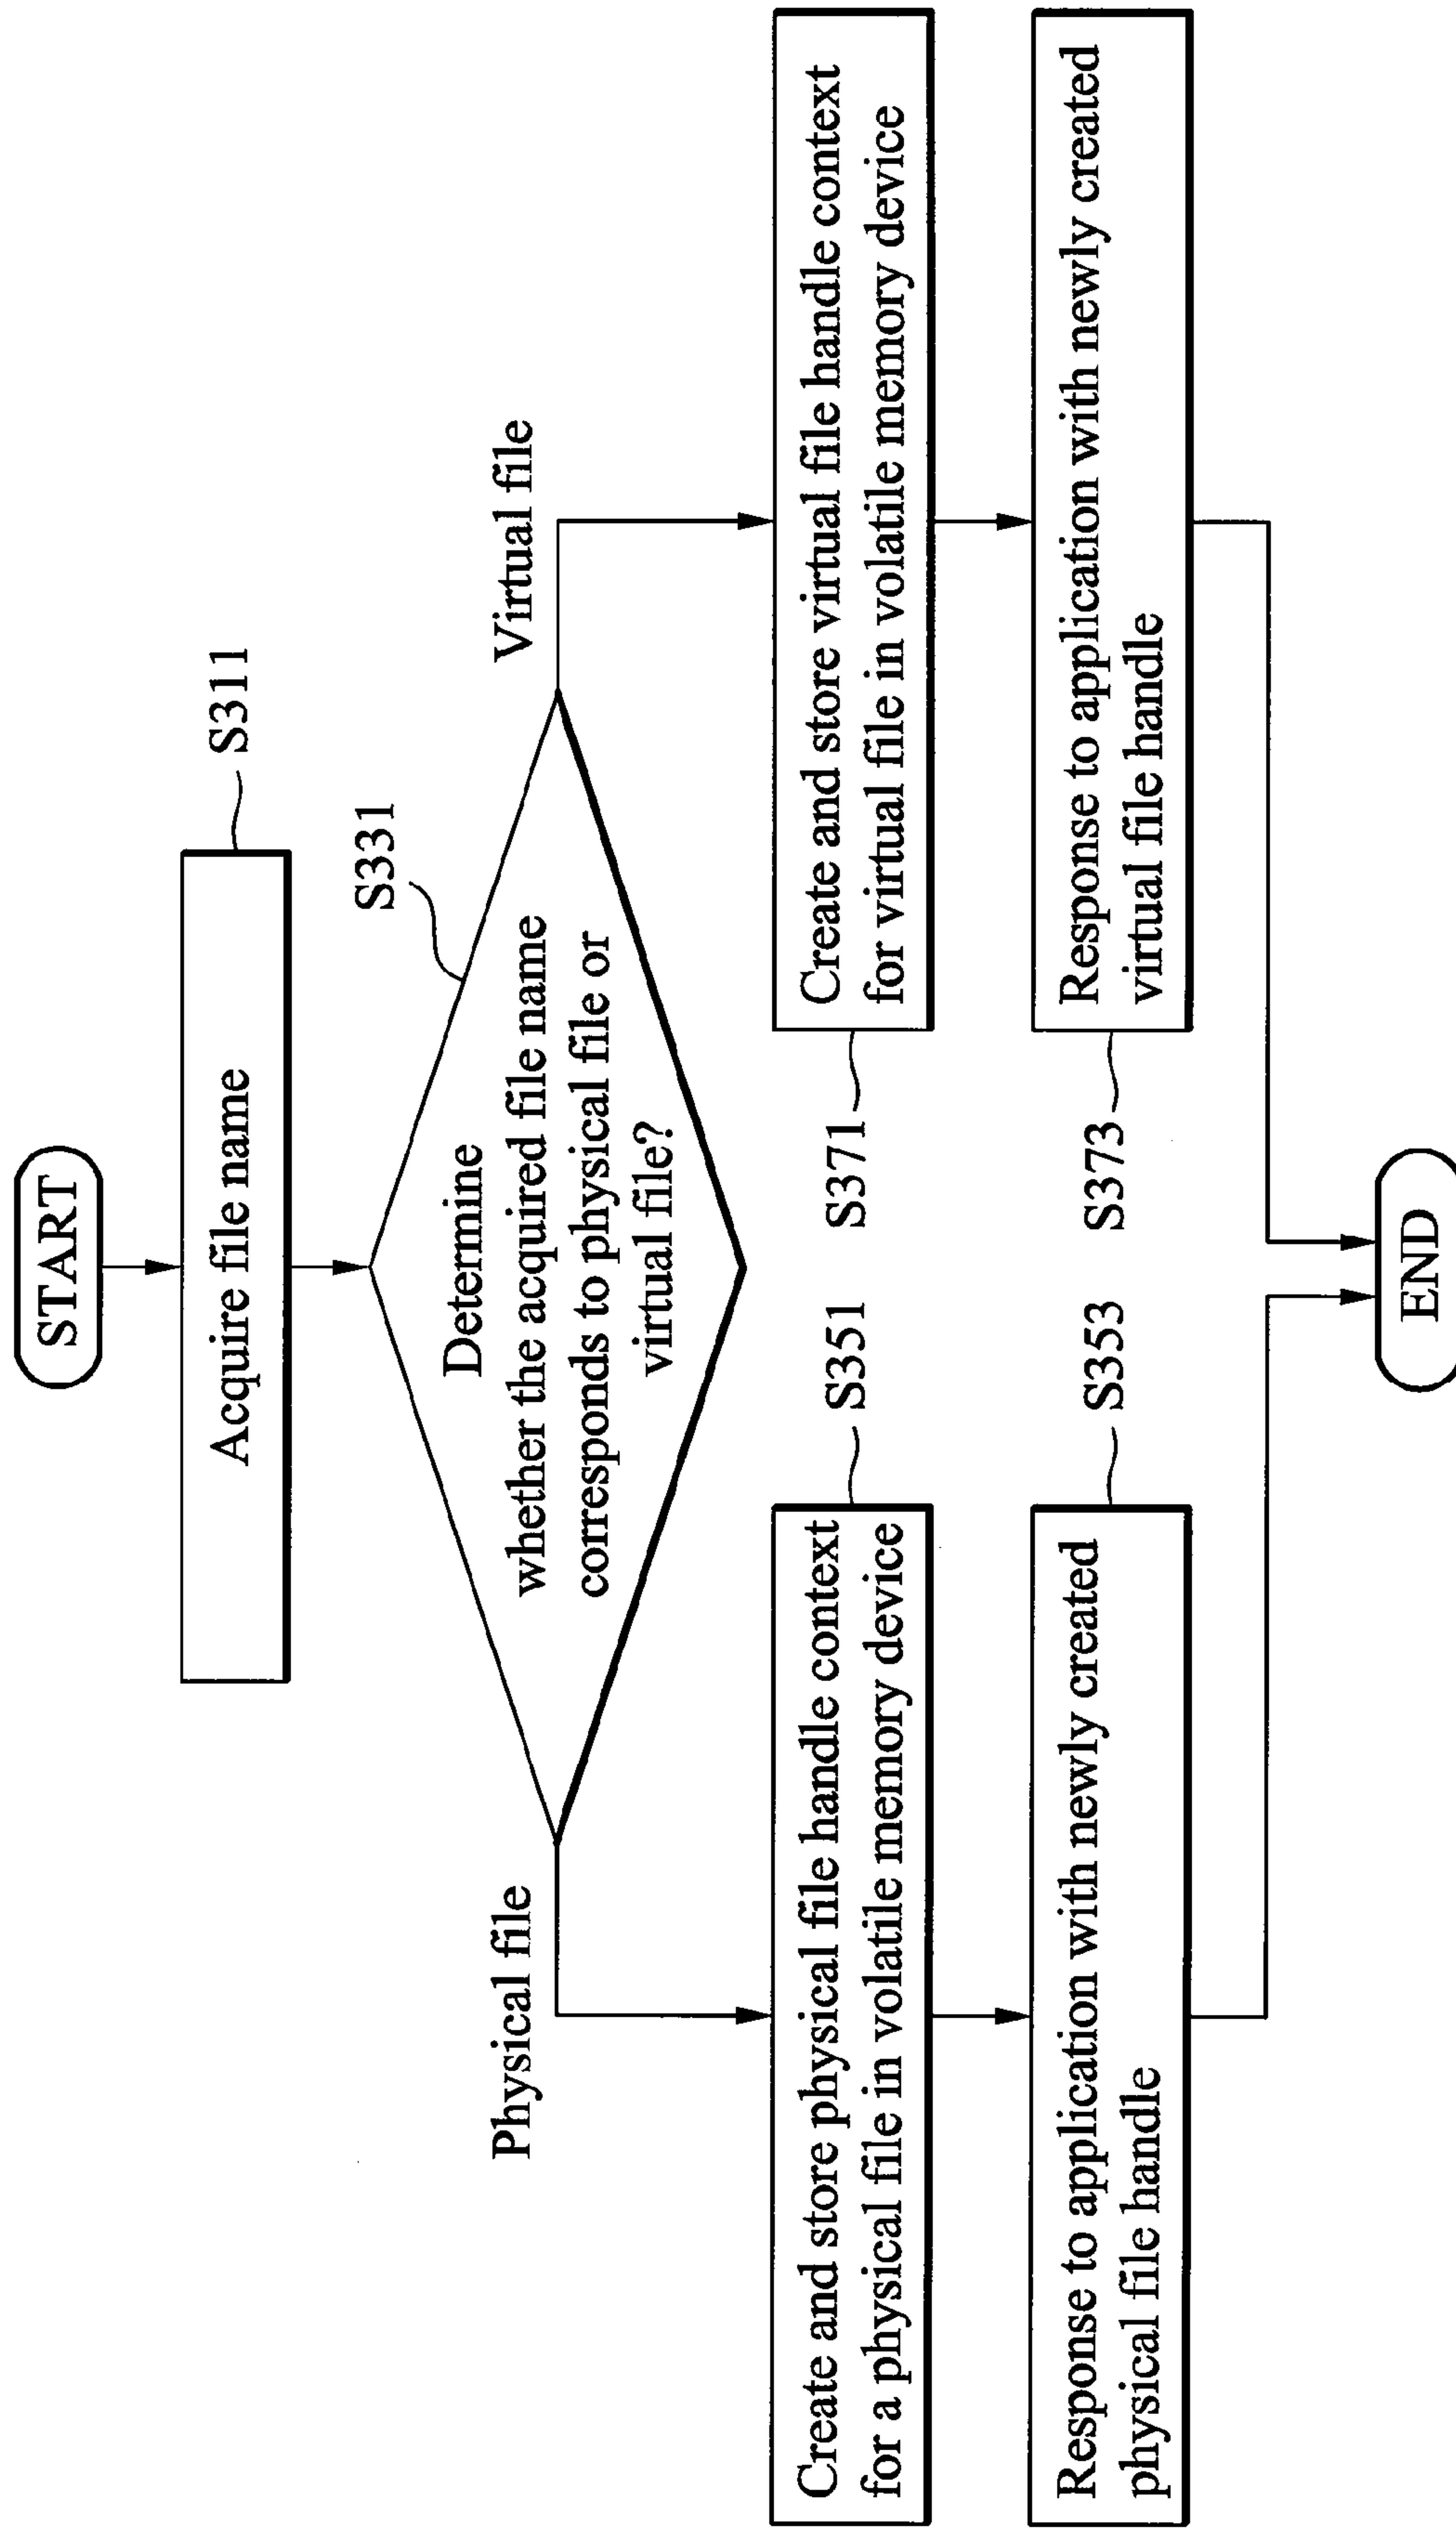 START
Acquire file name
S311
S331
Determine
whether the acquired file name
corresponds to physical file or
virtual file?
Physical file
Virtual file
Create and store physical file handle context
for a physical file in volatile memory device
S351
S371
Create and store virtual file handle context
for virtual file in volatile memory device
Response to application with newly created
physical file handle
S353
S373
Response to application with newly created
virtual file handle
END